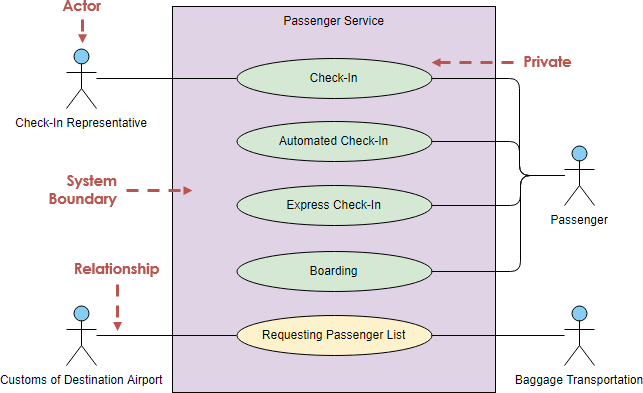 Actor
Passenger Service
Check-In
Private
Check-In Representative
Automated Check-In
System
Boundary
Express Check-In
Passenger
Relationship
Boarding
Requesting Passenger List
Customs of Destination Airport
Baggage Transportation